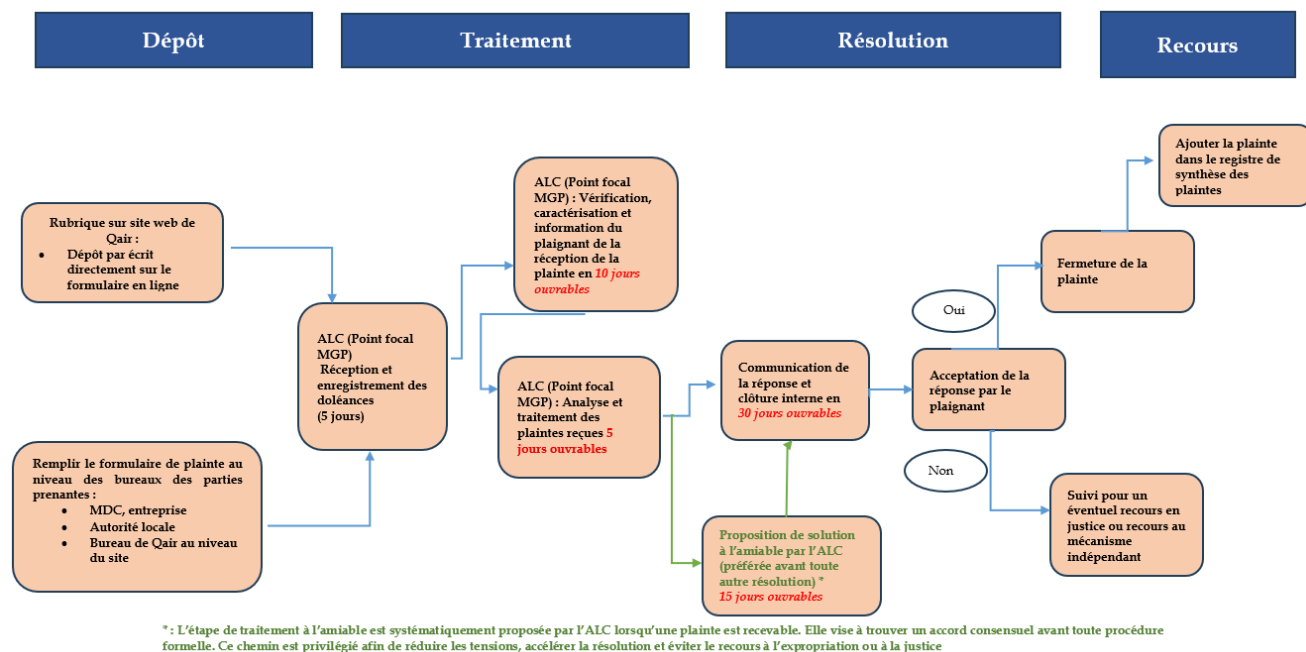 Dépôt
Traitement
Résolution
Recours
Rubrique sur site web de
Qair :
• Dépôt par écrit
directement sur le
formulaire en ligne
Remplir le formulaire de plainte au
niveau des bureaux des parties
prenantes :
• MDC, entreprise
• Autorité locale
• Bureau de Qair au niveau
du site
ALC (Point focal
MGP)
Réception et
enregistrement des
doléances
(5 jours)
ALC (Point focal
MGP) : Vérification,
caractérisation et
information du
plaignant de la
réception de la
plainte en 10 jours
ouvrables
ALC (Point focal
MGP) : Analyse et
traitement des
plaintes reçues 5
jours ouvrables
Communication de
la réponse et
clôture interne en
30 jours ouvrables
Proposition de solution
à l’amiable par l’ALC
(préférée avant toute
autre résolution) *
15 jours ouvrables
Acceptation de la
réponse par le
plaignant
Oui
Non
Fermeture de la
plainte
Ajouter la plainte
dans le registre de
synthèse des
plaintes
Suivi pour un
éventuel recours en
justice ou recours au
mécanisme
indépendant
* : L’étape de traitement à l’amiable est systématiquement proposée par l’ALC lorsqu’une plainte est recevable. Elle vise à trouver un accord consensuel avant toute procédure
formelle. Ce chemin est privilégié afin de réduire les tensions, accélérer la résolution et éviter le recours à l’expropriation ou à la justice